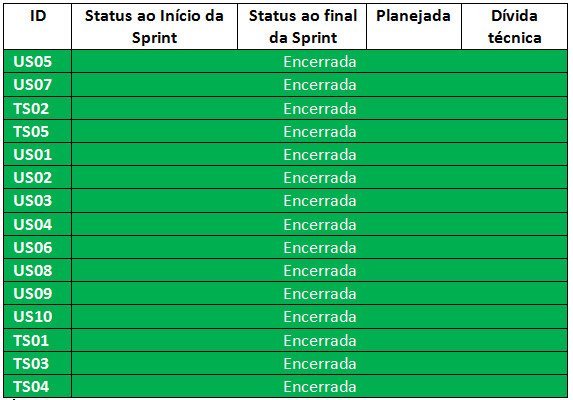 ID Status ao Início da Sprint Status ao final da Sprint Planejada Dívida técnica
US05 Encerrada
US07 Encerrada
TS02 Encerrada
TS05 Encerrada
US01 Encerrada
US02 Encerrada
US03 Encerrada
US04 Encerrada
US06 Encerrada
US08 Encerrada
US09 Encerrada
US10 Encerrada
TS01 Encerrada
TS03 Encerrada
TS04 Encerrada